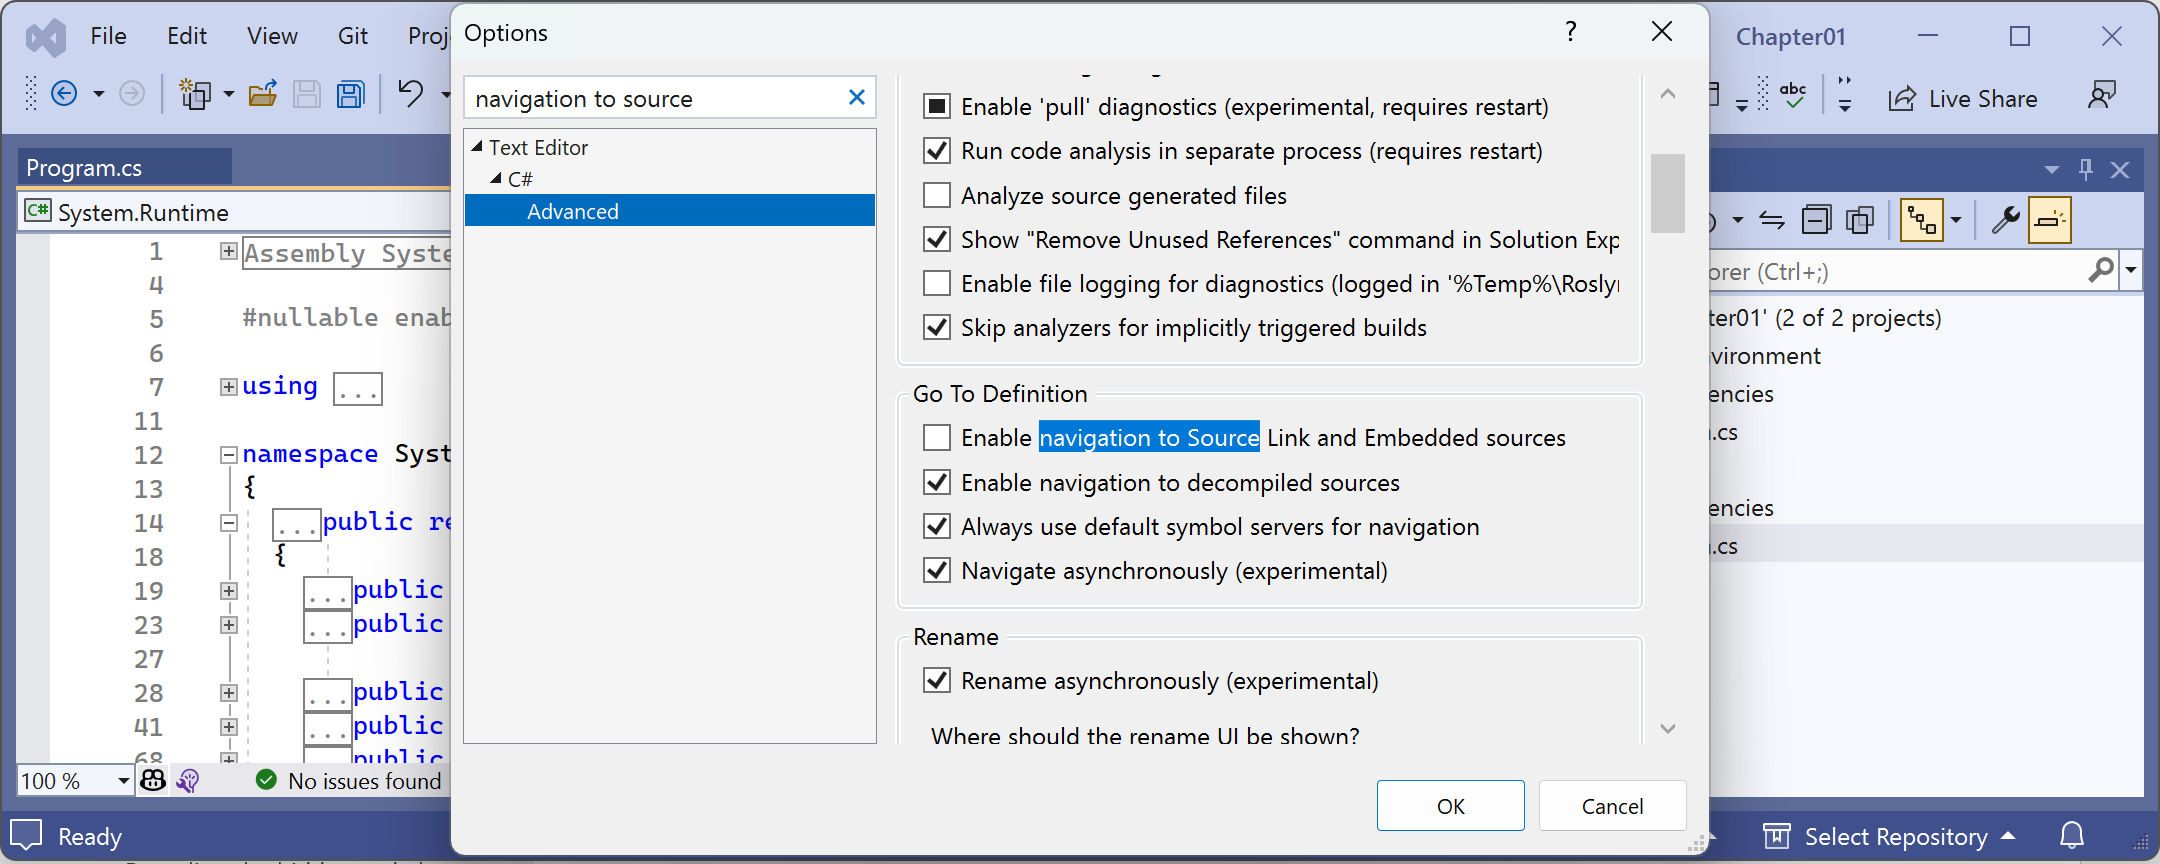 File Edit View Git Proj
Options
?
Chapter01
navigation to source
abc
Live Share
Text Editor
C#
Advanced
Enable 'pull' diagnostics (experimental, requires restart)
Run code analysis in separate process (requires restart)
Analyze source generated files
Show "Remove Unused References" command in Solution Exp
Enable file logging for diagnostics (logged in '%Temp%\Roslyn
Skip analyzers for implicitly triggered builds
Go To Definition
Enable navigation to Source Link and Embedded sources
Enable navigation to decompiled sources
Always use default symbol servers for navigation
Navigate asynchronously (experimental)
Rename
Rename asynchronously (experimental)
Where should the rename UI be shown?
OK Cancel
Program.cs
C# System.Runtime
1 Assembly Syste
4
5 #nullable enab
6
7 using ...
11
12 namespace Syst
13 {
14 ...public re
18 {
19 ...public
23 ...public
27
28 ...public
41 ...public
68 ...public
100 % No issues found
orer (Ctrl+;)
ter01' (2 of 2 projects)
vironment
encies
.cs
encies
.cs
Ready
Select Repository